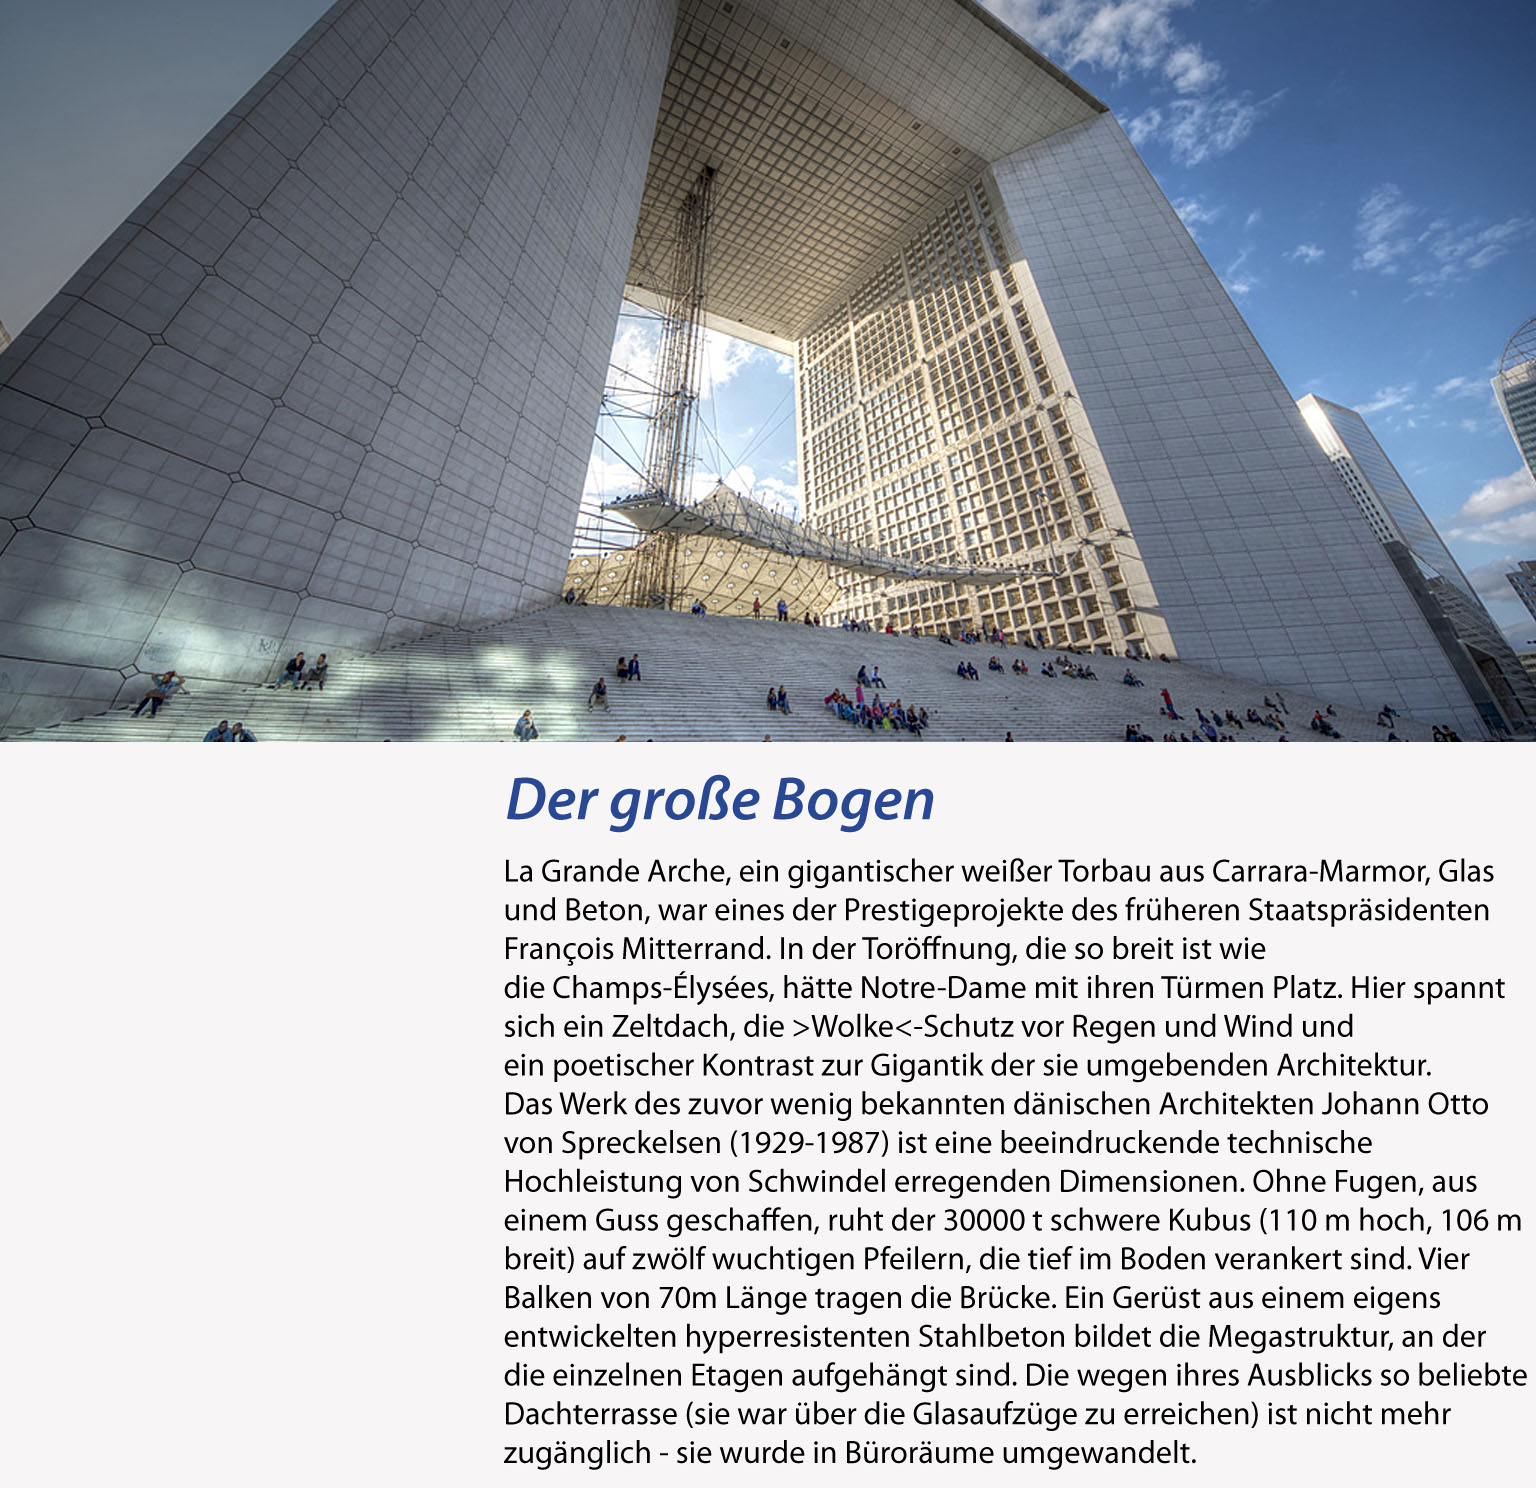 Der große Bogen
La Grande Arche, ein gigantischer weißer Torbau aus Carrara-Marmor, Glas
und Beton, war eines der Prestigeprojekte des früheren Staatspräsidenten
François Mitterrand. In der Toröffnung, die so breit ist wie
die Champs-Élysées, hätte Notre-Dame mit ihren Türmen Platz. Hier spannt
sich ein Zeltdach, die >Wolke<-Schutz vor Regen und Wind und
ein poetischer Kontrast zur Gigantik der sie umgebenden Architektur.
Das Werk des zuvor wenig bekannten dänischen Architekten Johann Otto
von Spreckelsen (1929-1987) ist eine beeindruckende technische
Hochleistung von Schwindel erregenden Dimensionen. Ohne Fugen, aus
einem Guss geschaffen, ruht der 30000 t schwere Kubus (110 m hoch, 106 m
breit) auf zwölf wuchtigen Pfeilern, die tief im Boden verankert sind. Vier
Balken von 70m Länge tragen die Brücke. Ein Gerüst aus einem eigens
entwickelten hyperresistenten Stahlbeton bildet die Megastruktur, an der
die einzelnen Etagen aufgehängt sind. Die wegen ihres Ausblicks so beliebte
Dachterrasse (sie war über die Glasaufzüge zu erreichen) ist nicht mehr
zugänglich - sie wurde in Büroräume umgewandelt.